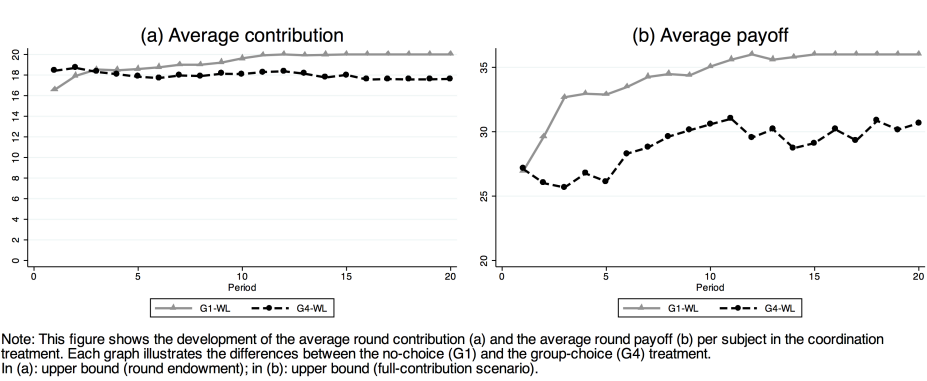 (a) Average contribution
20
18
16
14
12
10
8
6
4
2
0
0 5 10 15 20
Period
G1-WL G4-WL
(b) Average payoff
35
30
25
20
0 5 10 15 20
Period
G1-WL G4-WL
Note: This figure shows the development of the average round contribution (a) and the average round payoff (b) per subject in the coordination
treatment. Each graph illustrates the differences between the no-choice (G1) and the group-choice (G4) treatment.
In (a): upper bound (round endowment); in (b): upper bound (full-contribution scenario).